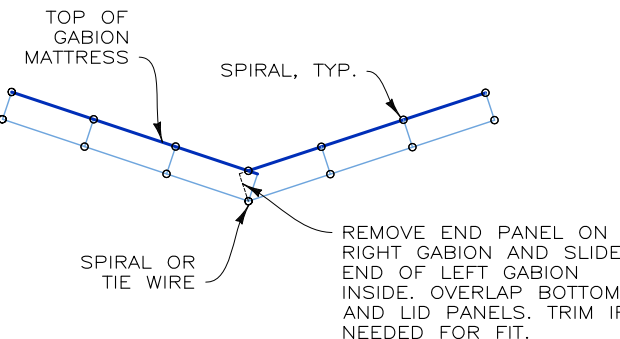 TOP OF
GABION
MATTRESS
SPIRAL, TYP.
SPIRAL OR
TIE WIRE
REMOVE END PANEL ON
RIGHT GABION AND SLIDE
END OF LEFT GABION
INSIDE. OVERLAP BOTTOM
AND LID PANELS. TRIM IF
NEEDED FOR FIT.